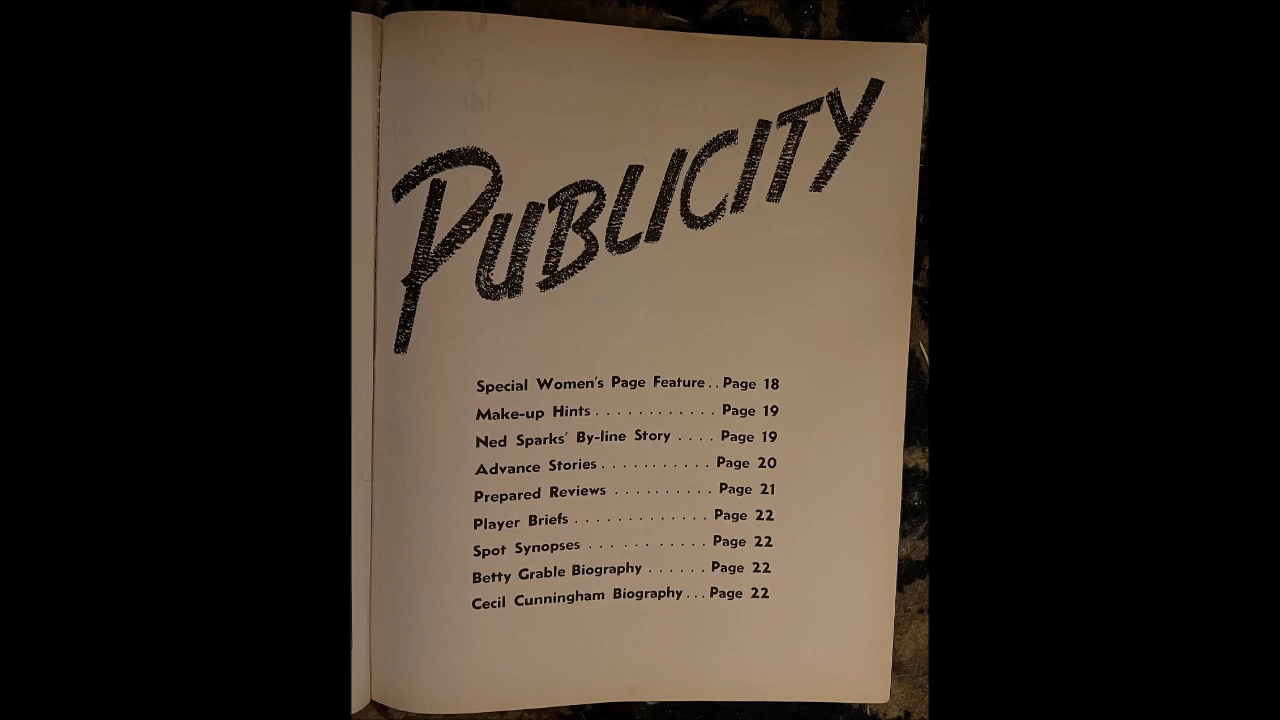 PUBLICITY
Special Women's Page Feature..Page 18
Make-up Hints............Page 19
Ned Sparks' By-line Story....Page 19
Advance Stories...........Page 20
Prepared Reviews..........Page 21
Player Briefs.............Page 22
Spot Synopses...........Page 22
Betty Grable Biography......Page 22
Cecil Cunningham Biography...Page 22